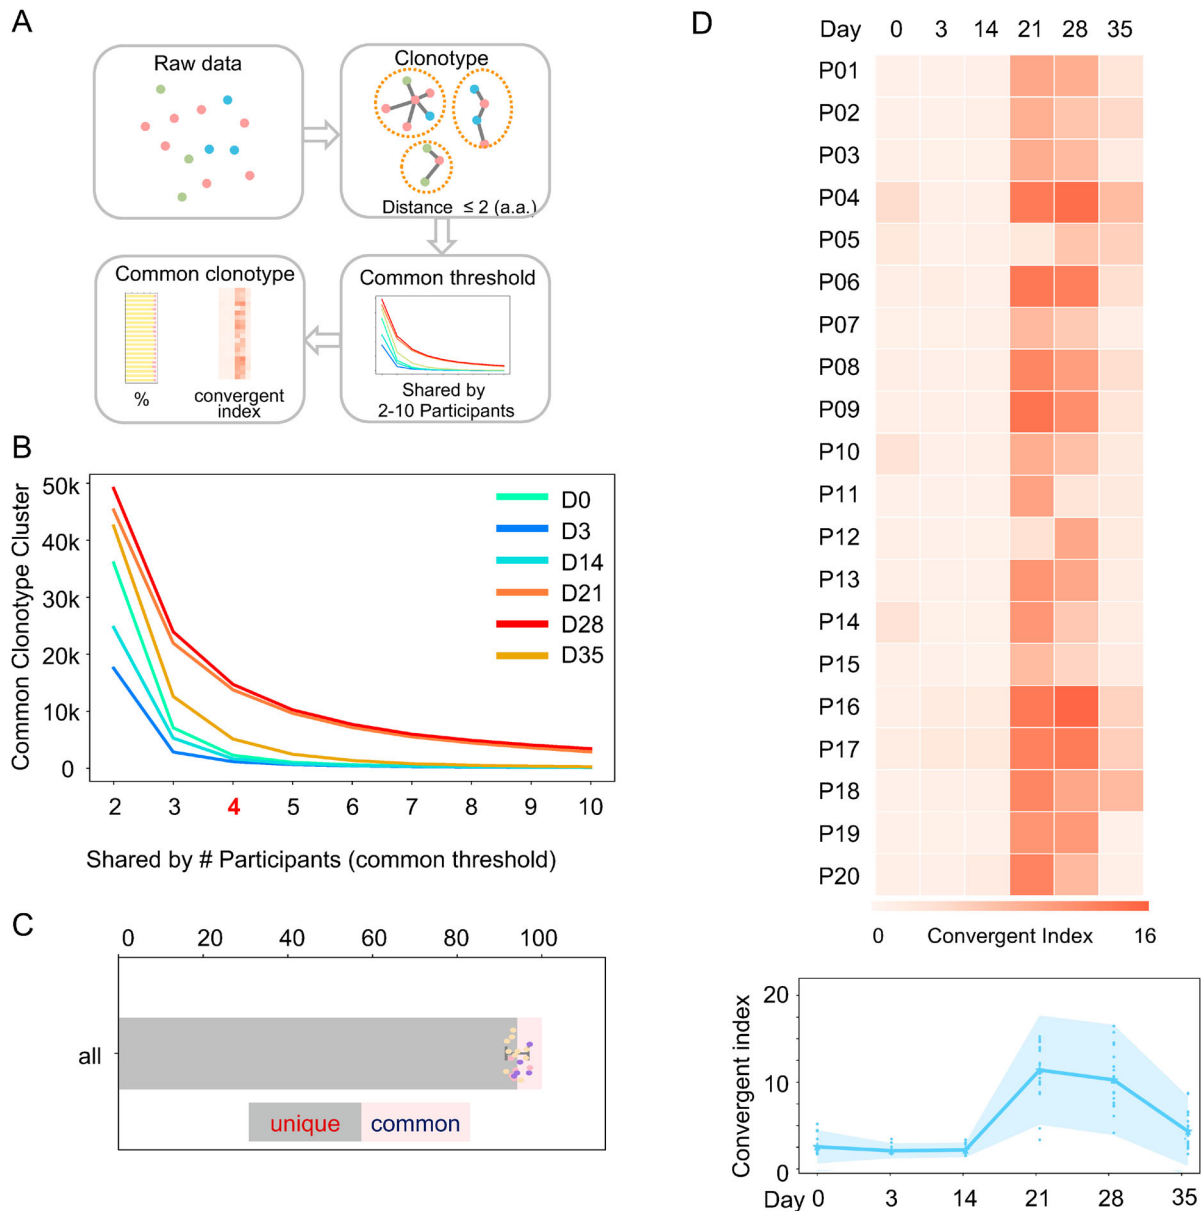 A
Raw data
Clonotype
Distance ≤ 2 (a.a.)
Common clonotype
%
convergent
index
Common threshold
Shared by
2-10 Participants
B
Common Clonotype Cluster
50k
40k
30k
20k
10k
0
D0
D3
D14
D21
D28
D35
2 3 4 5 6 7 8 9 10
Shared by # Participants (common threshold)
C
0 20 40 60 80 100
all
unique common
D
Day 0 3 14 21 28 35
P01
P02
P03
P04
P05
P06
P07
P08
P09
P10
P11
P12
P13
P14
P15
P16
P17
P18
P19
P20
0 Convergent Index 16
Convergent index
20
10
0
Day 0 3 14 21 28 35